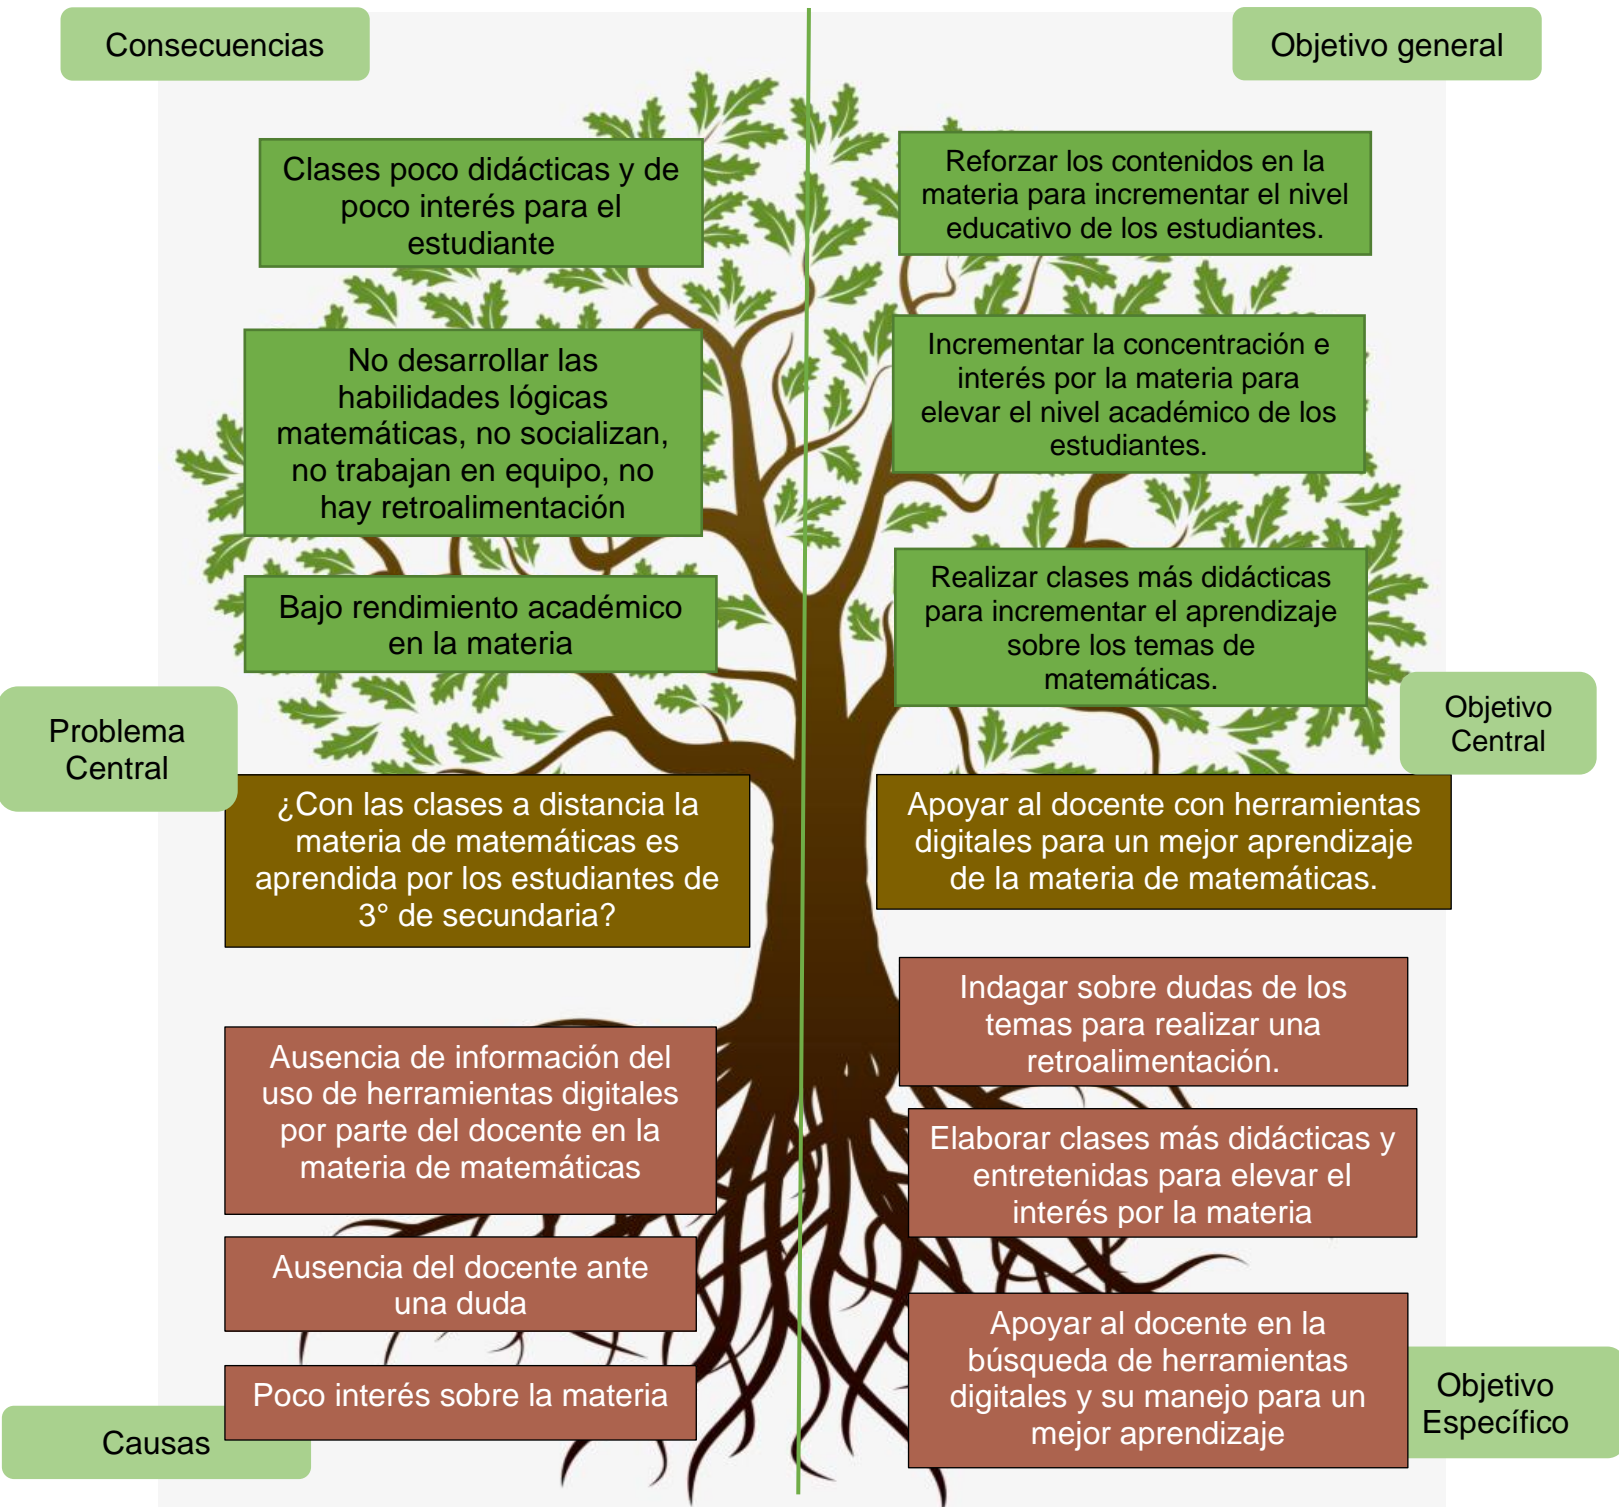 Consecuencias
Clases poco didácticas y de
poco interés para el
estudiante
No desarrollar las
habilidades lógicas
matemáticas, no socializan,
no trabajan en equipo, no
hay retroalimentación
Bajo rendimiento académico
en la materia
Problema
Central
¿Con las clases a distancia la
materia de matemáticas es
aprendida por los estudiantes de
3° de secundaria?
Ausencia de información del
uso de herramientas digitales
por parte del docente en la
materia de matemáticas
Ausencia del docente ante
una duda
Poco interés sobre la materia
Causas
Objetivo general
Reforzar los contenidos en la
materia para incrementar el nivel
educativo de los estudiantes.
Incrementar la concentración e
interés por la materia para
elevar el nivel académico de los
estudiantes.
Realizar clases más didácticas
para incrementar el aprendizaje
sobre los temas de
matemáticas.
Objetivo
Central
Apoyar al docente con herramientas
digitales para un mejor aprendizaje
de la materia de matemáticas.
Indagar sobre dudas de los
temas para realizar una
retroalimentación.
Elaborar clases más didácticas y
entretenidas para elevar el
interés por la materia
Apoyar al docente en la
búsqueda de herramientas
digitales y su manejo para un
mejor aprendizaje
Objetivo
Específico